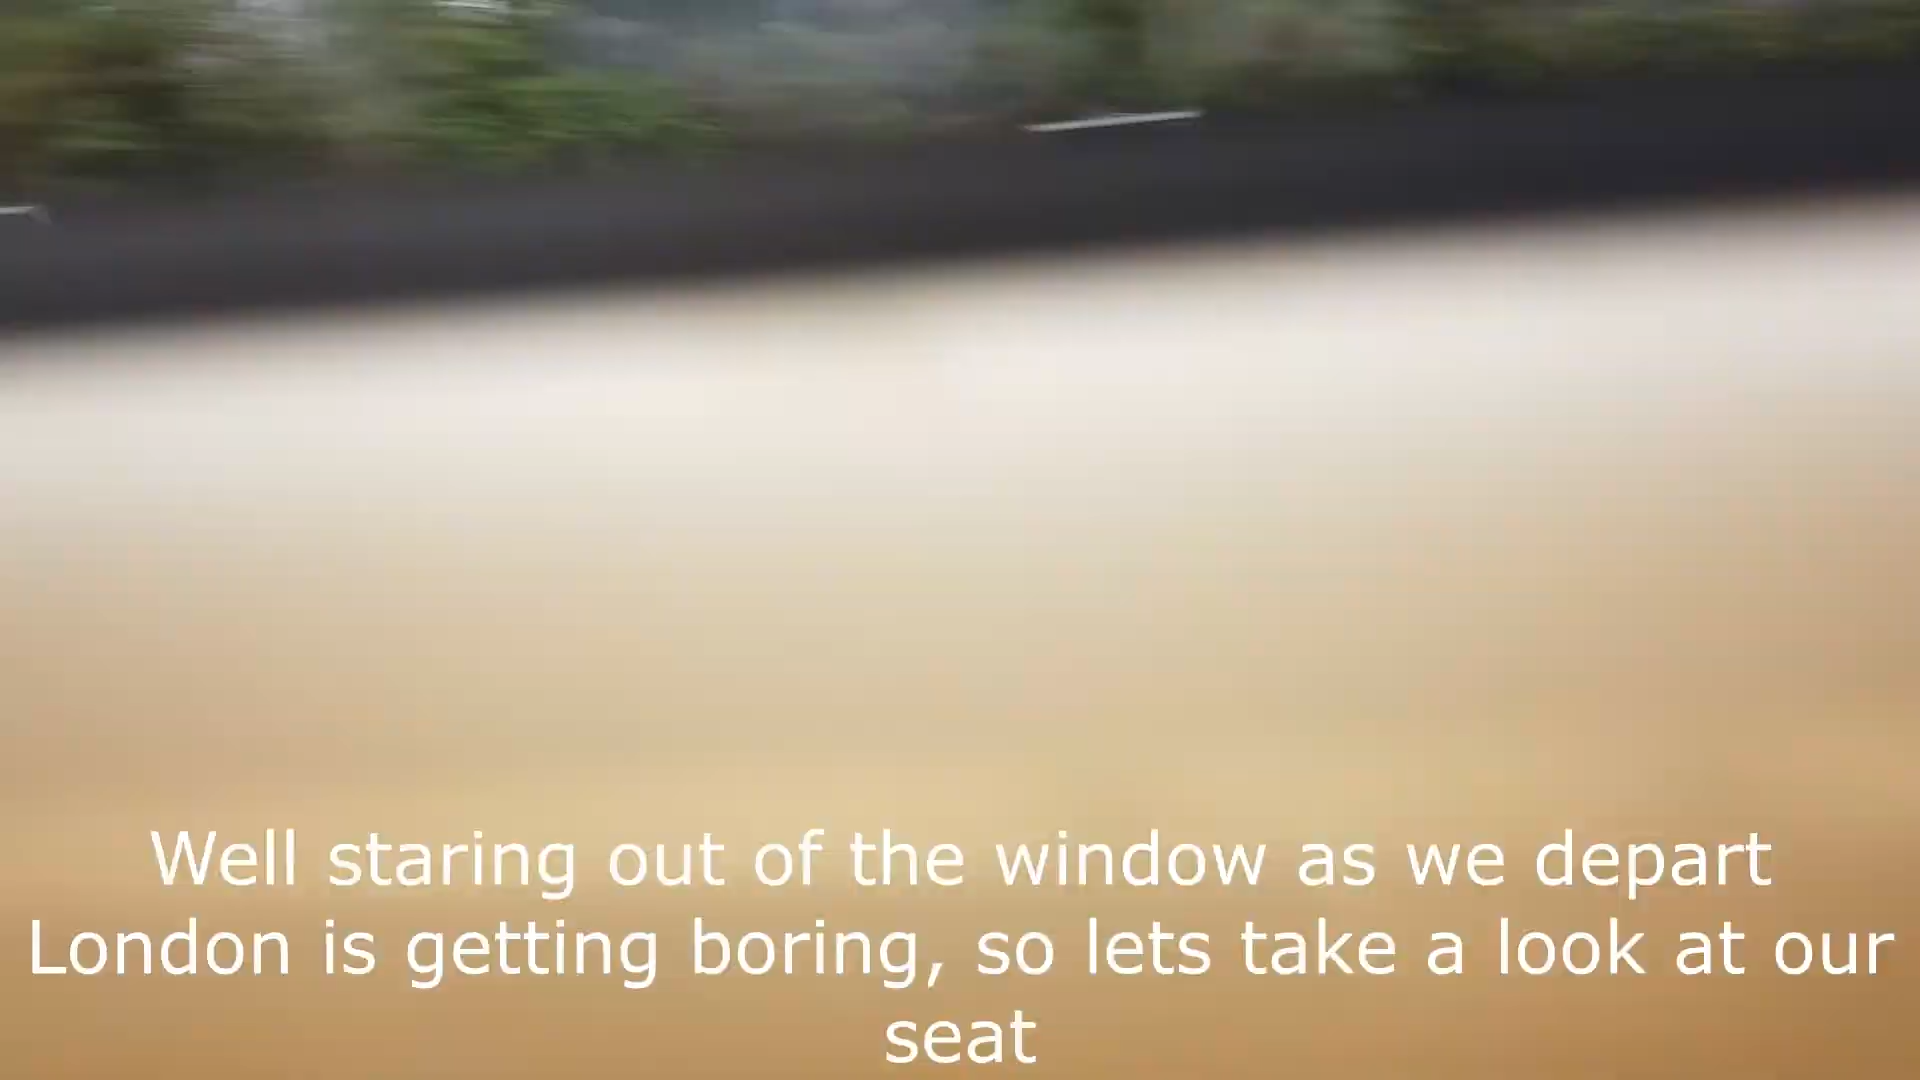 Well staring out of the window as we depart
London is getting boring, so lets take a look at our
seat